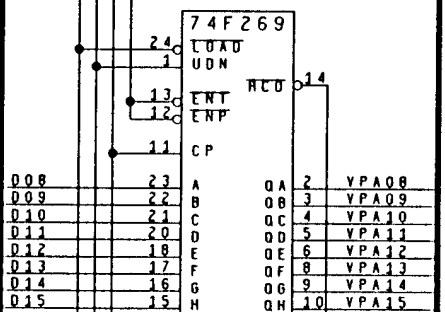 74F269
24 LOAD
1 UDN
RCO 14
13 ENT
12 ENP
11 CP
D08 23 A QA 2 VPA08
D09 22 B QB 3 VPA09
D10 21 C QC 4 VPA10
D11 20 D QD 5 VPA11
D12 18 E QE 6 VPA12
D13 17 F QF 8 VPA13
D14 16 G QG 9 VPA14
D15 15 H QH 10 VPA15